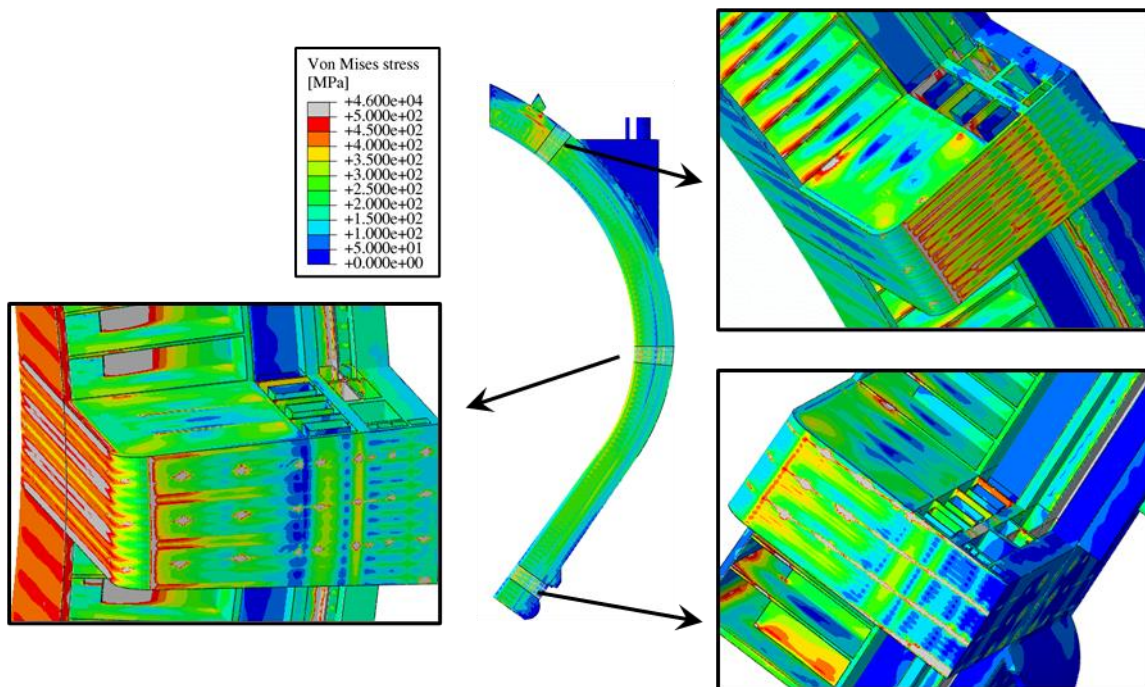 Von Mises stress
[MPa]
+4.600e+04
+5.000e+02
+4.500e+02
+4.000e+02
+3.500e+02
+3.000e+02
+2.500e+02
+2.000e+02
+1.500e+02
+1.000e+02
+5.000e+01
+0.000e+00